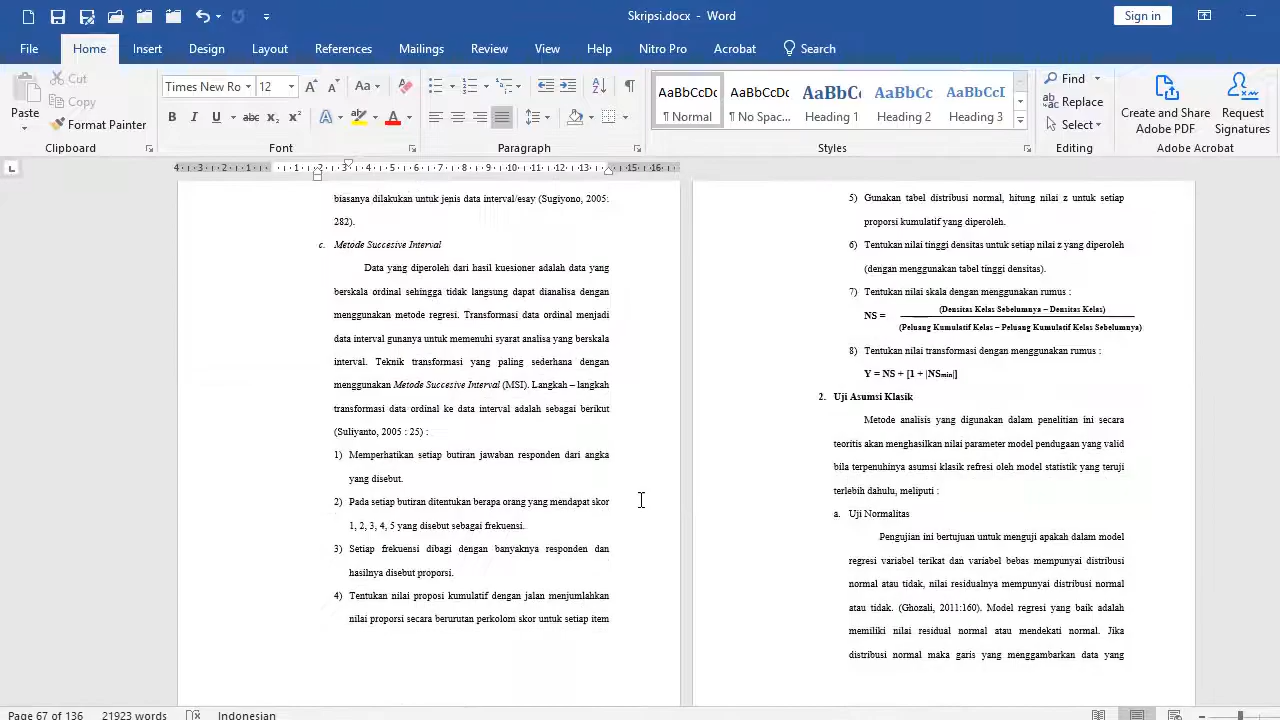 Skripsi.docx - Word
Sign in
File Home Insert Design Layout References Mailings Review View Help Nitro Pro Acrobat Search
Paste
Cut
Copy
Format Painter
Clipboard
Times New Ro 12
Font
Paragraph
AaBbCcDc ¶ Normal
AaBbCcDc ¶ No Spac...
AaBbC Heading 1
AaBbCc Heading 2
AaBbCcD Heading 3
Styles
Find
Replace
Select
Editing
Create and Share Adobe PDF
Request Signatures
Adobe Acrobat
biasanya dilakukan untuk jenis data interval/esay (Sugiyono, 2005:
282).
c. Metode Succesive Interval
Data yang diperoleh dari hasil kuesioner adalah data yang
berskala ordinal sehingga tidak langsung dapat dianalisa dengan
menggunakan metode regresi. Transformasi data ordinal menjadi
data interval gunanya untuk memenuhi syarat analisa yang berskala
interval. Teknik transformasi yang paling sederhana dengan
menggunakan Metode Succesive Interval (MSI). Langkah – langkah
transformasi data ordinal ke data interval adalah sebagai berikut
(Suliyanto, 2005 : 25) :
1) Memperhatikan setiap butiran jawaban responden dari angka
yang disebut.
2) Pada setiap butiran ditentukan berapa orang yang mendapat skor
1, 2, 3, 4, 5 yang disebut sebagai frekuensi.
3) Setiap frekuensi dibagi dengan banyaknya responden dan
hasilnya disebut proporsi.
4) Tentukan nilai proposi kumulatif dengan jalan menjumlahkan
nilai proporsi secara berurutan perkolom skor untuk setiap item
5) Gunakan tabel distribusi normal, hitung nilai z untuk setiap
proporsi kumulatif yang diperoleh.
6) Tentukan nilai tinggi densitas untuk setiap nilai z yang diperoleh
(dengan menggunakan tabel tinggi densitas).
7) Tentukan nilai skala dengan menggunakan rumus :
(Densitas Kelas Sebelumnya – Densitas Kelas)
NS =
(Peluang Kumulatif Kelas – Peluang Kumulatif Kelas Sebelumnya)
8) Tentukan nilai transformasi dengan menggunakan rumus :
Y = NS + [1 + |NSmin|]
2. Uji Asumsi Klasik
Metode analisis yang digunakan dalam penelitian ini secara
teoritis akan menghasilkan nilai parameter model pendugaan yang valid
bila terpenuhinya asumsi klasik refresi oleh model statistik yang teruji
terlebih dahulu, meliputi :
a. Uji Normalitas
Pengujian ini bertujuan untuk menguji apakah dalam model
regresi variabel terikat dan variabel bebas mempunyai distribusi
normal atau tidak, nilai residualnya mempunyai distribusi normal
atau tidak. (Ghozali, 2011:160). Model regresi yang baik adalah
memiliki nilai residual normal atau mendekati normal. Jika
distribusi normal maka garis yang menggambarkan data yang
Page 67 of 136 21923 words Indonesian